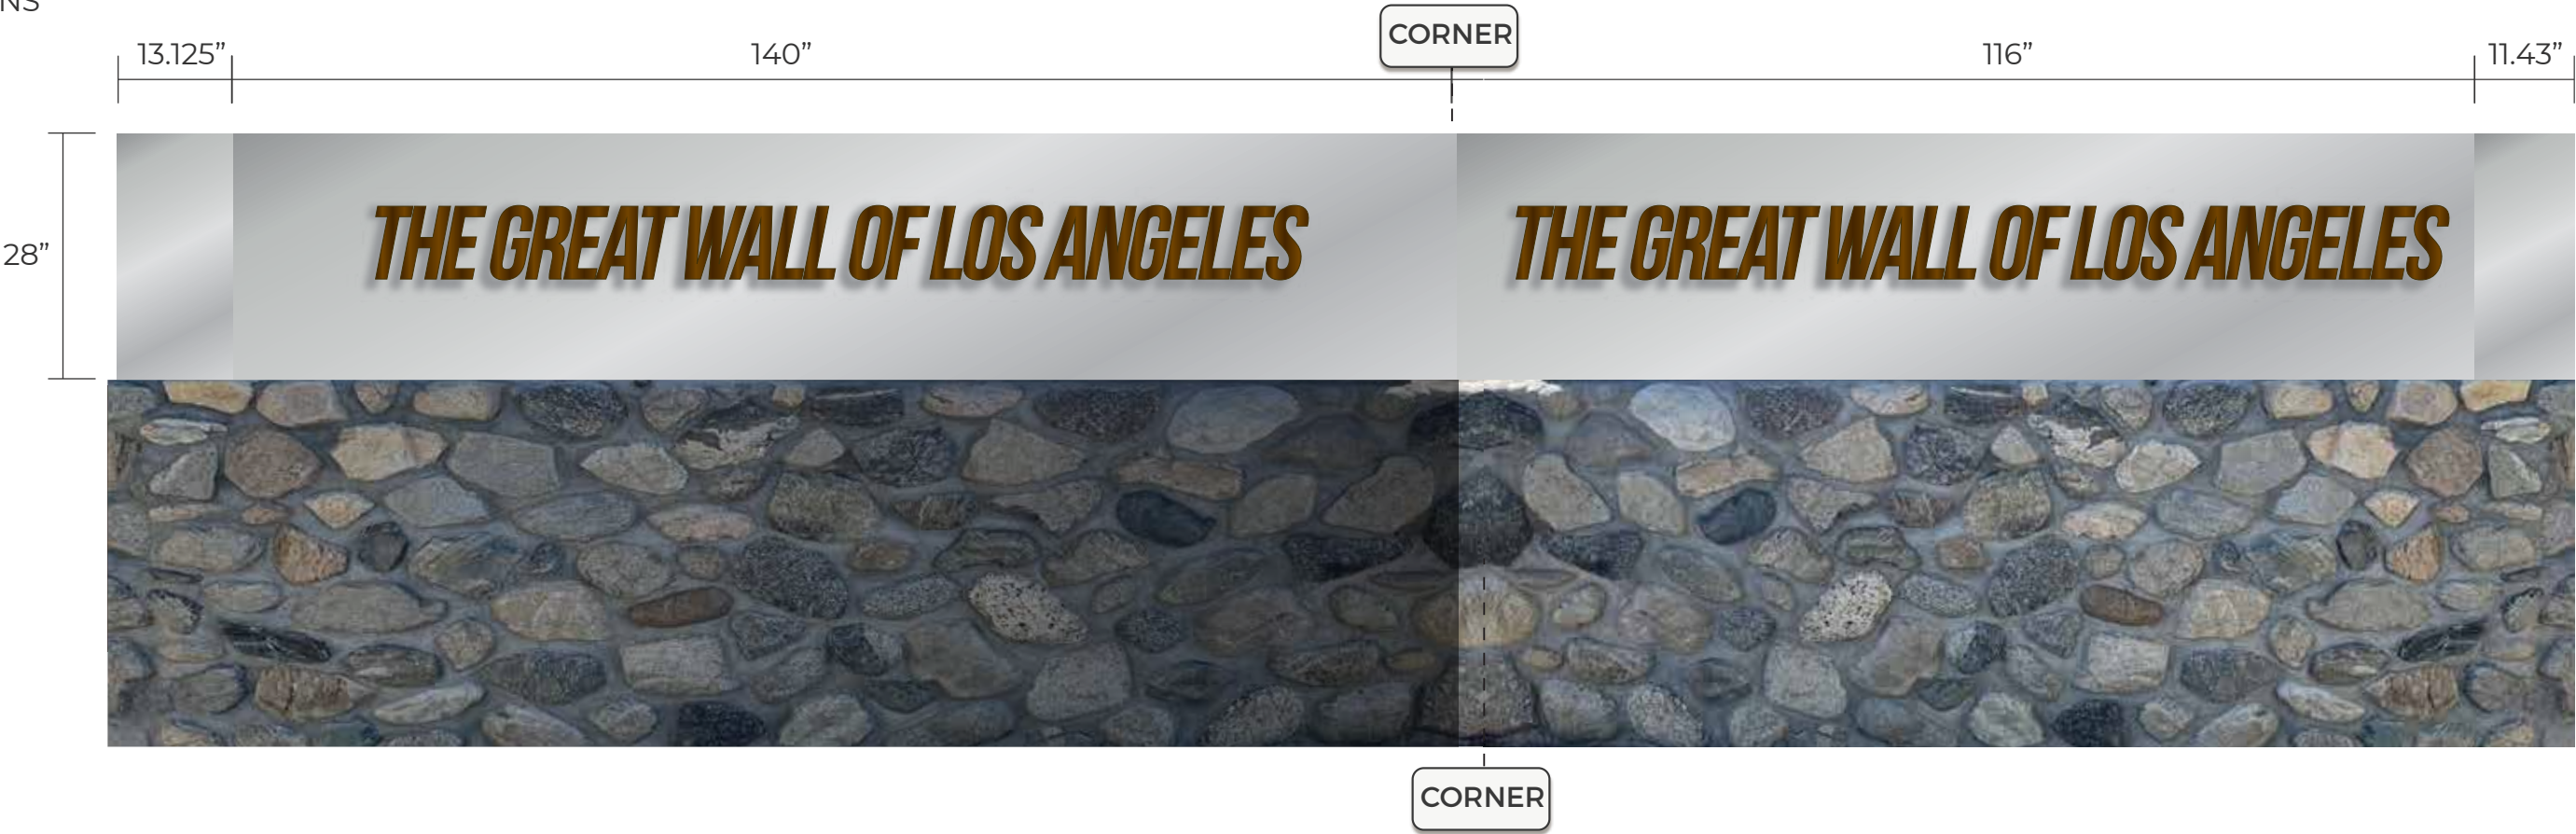 NS
CORNER
13.125” 140” 116” 11.43”
28”
THE GREAT WALL OF LOS ANGELES THE GREAT WALL OF LOS ANGELES
CORNER